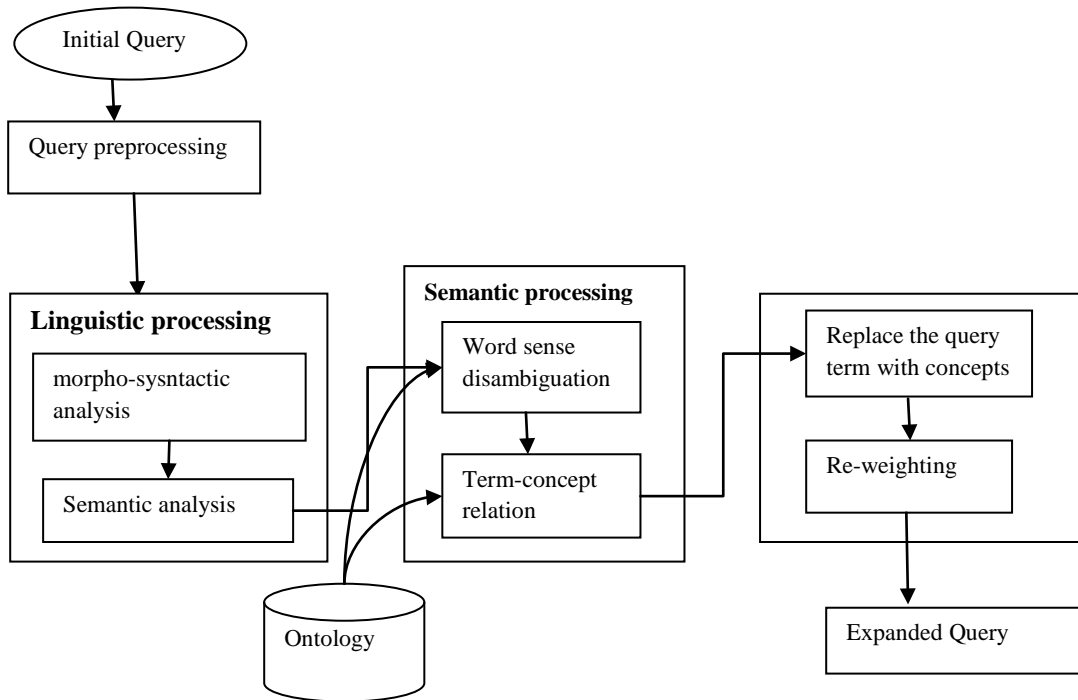 Initial Query
Query preprocessing
Linguistic processing
morpho-sysntactic
analysis
Semantic analysis
Semantic processing
Word sense
disambiguation
Term-concept
relation
Ontology
Replace the query
term with concepts
Re-weighting
Expanded Query